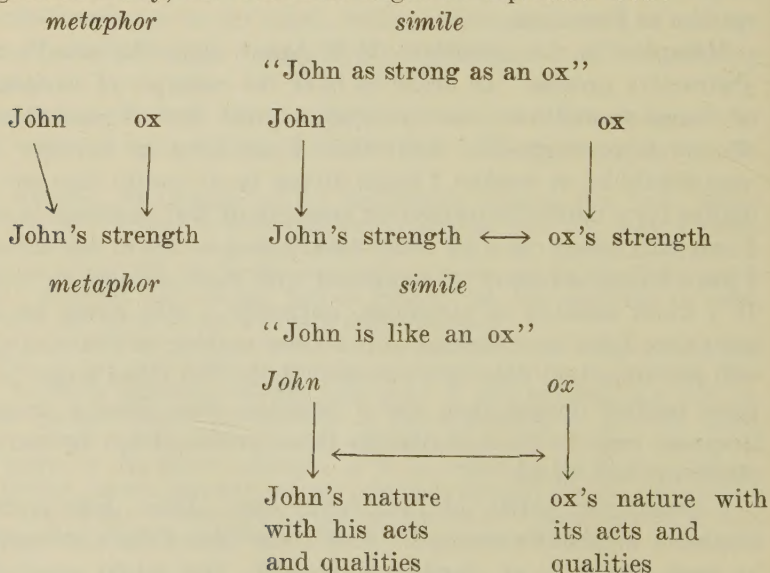 metaphor simile
“John as strong as an ox”
John ox John ox
John's strength John's strength ⟷ ox's strength
metaphor simile
“John is like an ox”
John ox
John's nature ox's nature with
with his acts its acts and
and qualities qualities